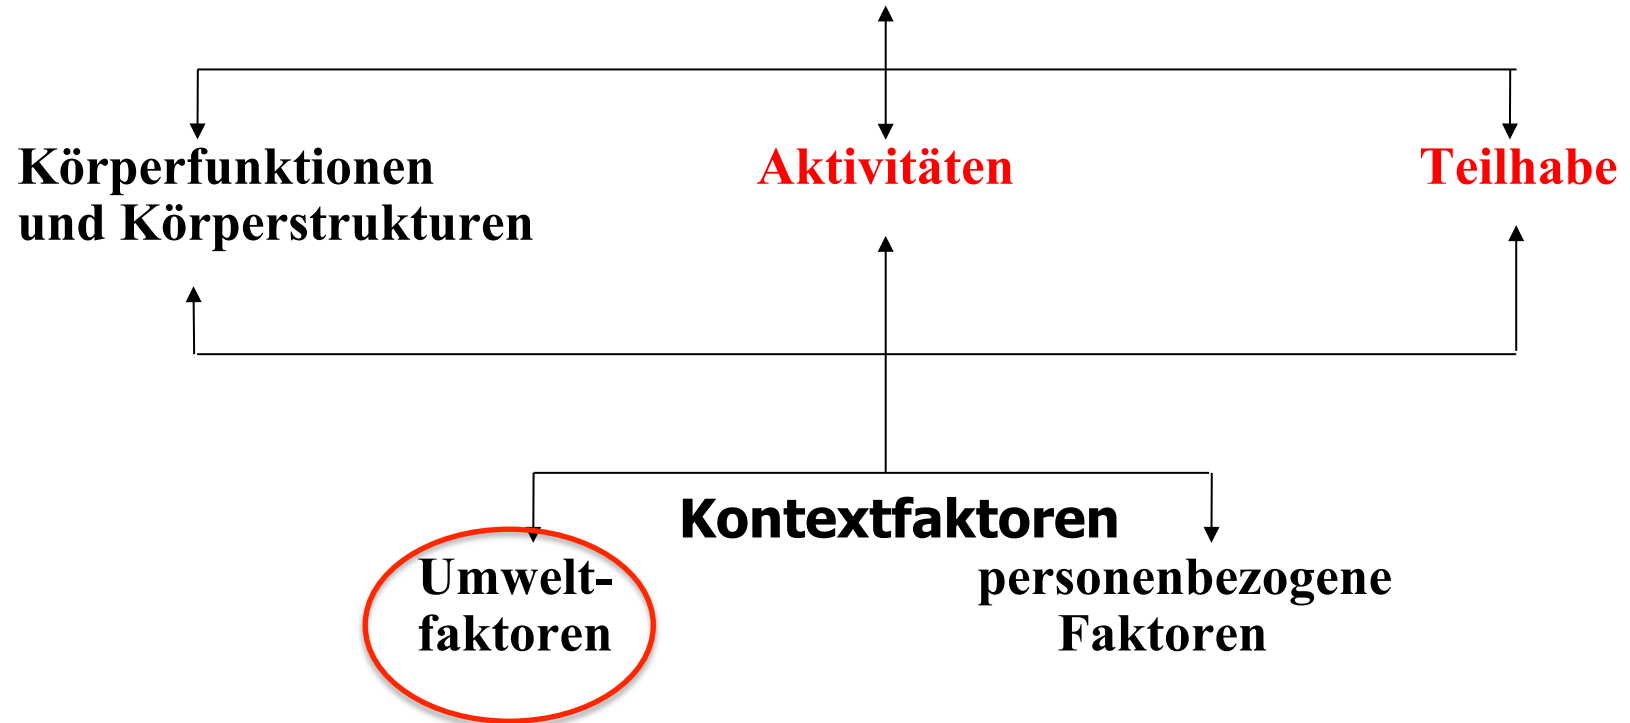 Körperfunktionen
und Körperstrukturen
Aktivitäten
Teilhabe
Kontextfaktoren
Umwelt-
faktoren
personenbezogene
Faktoren